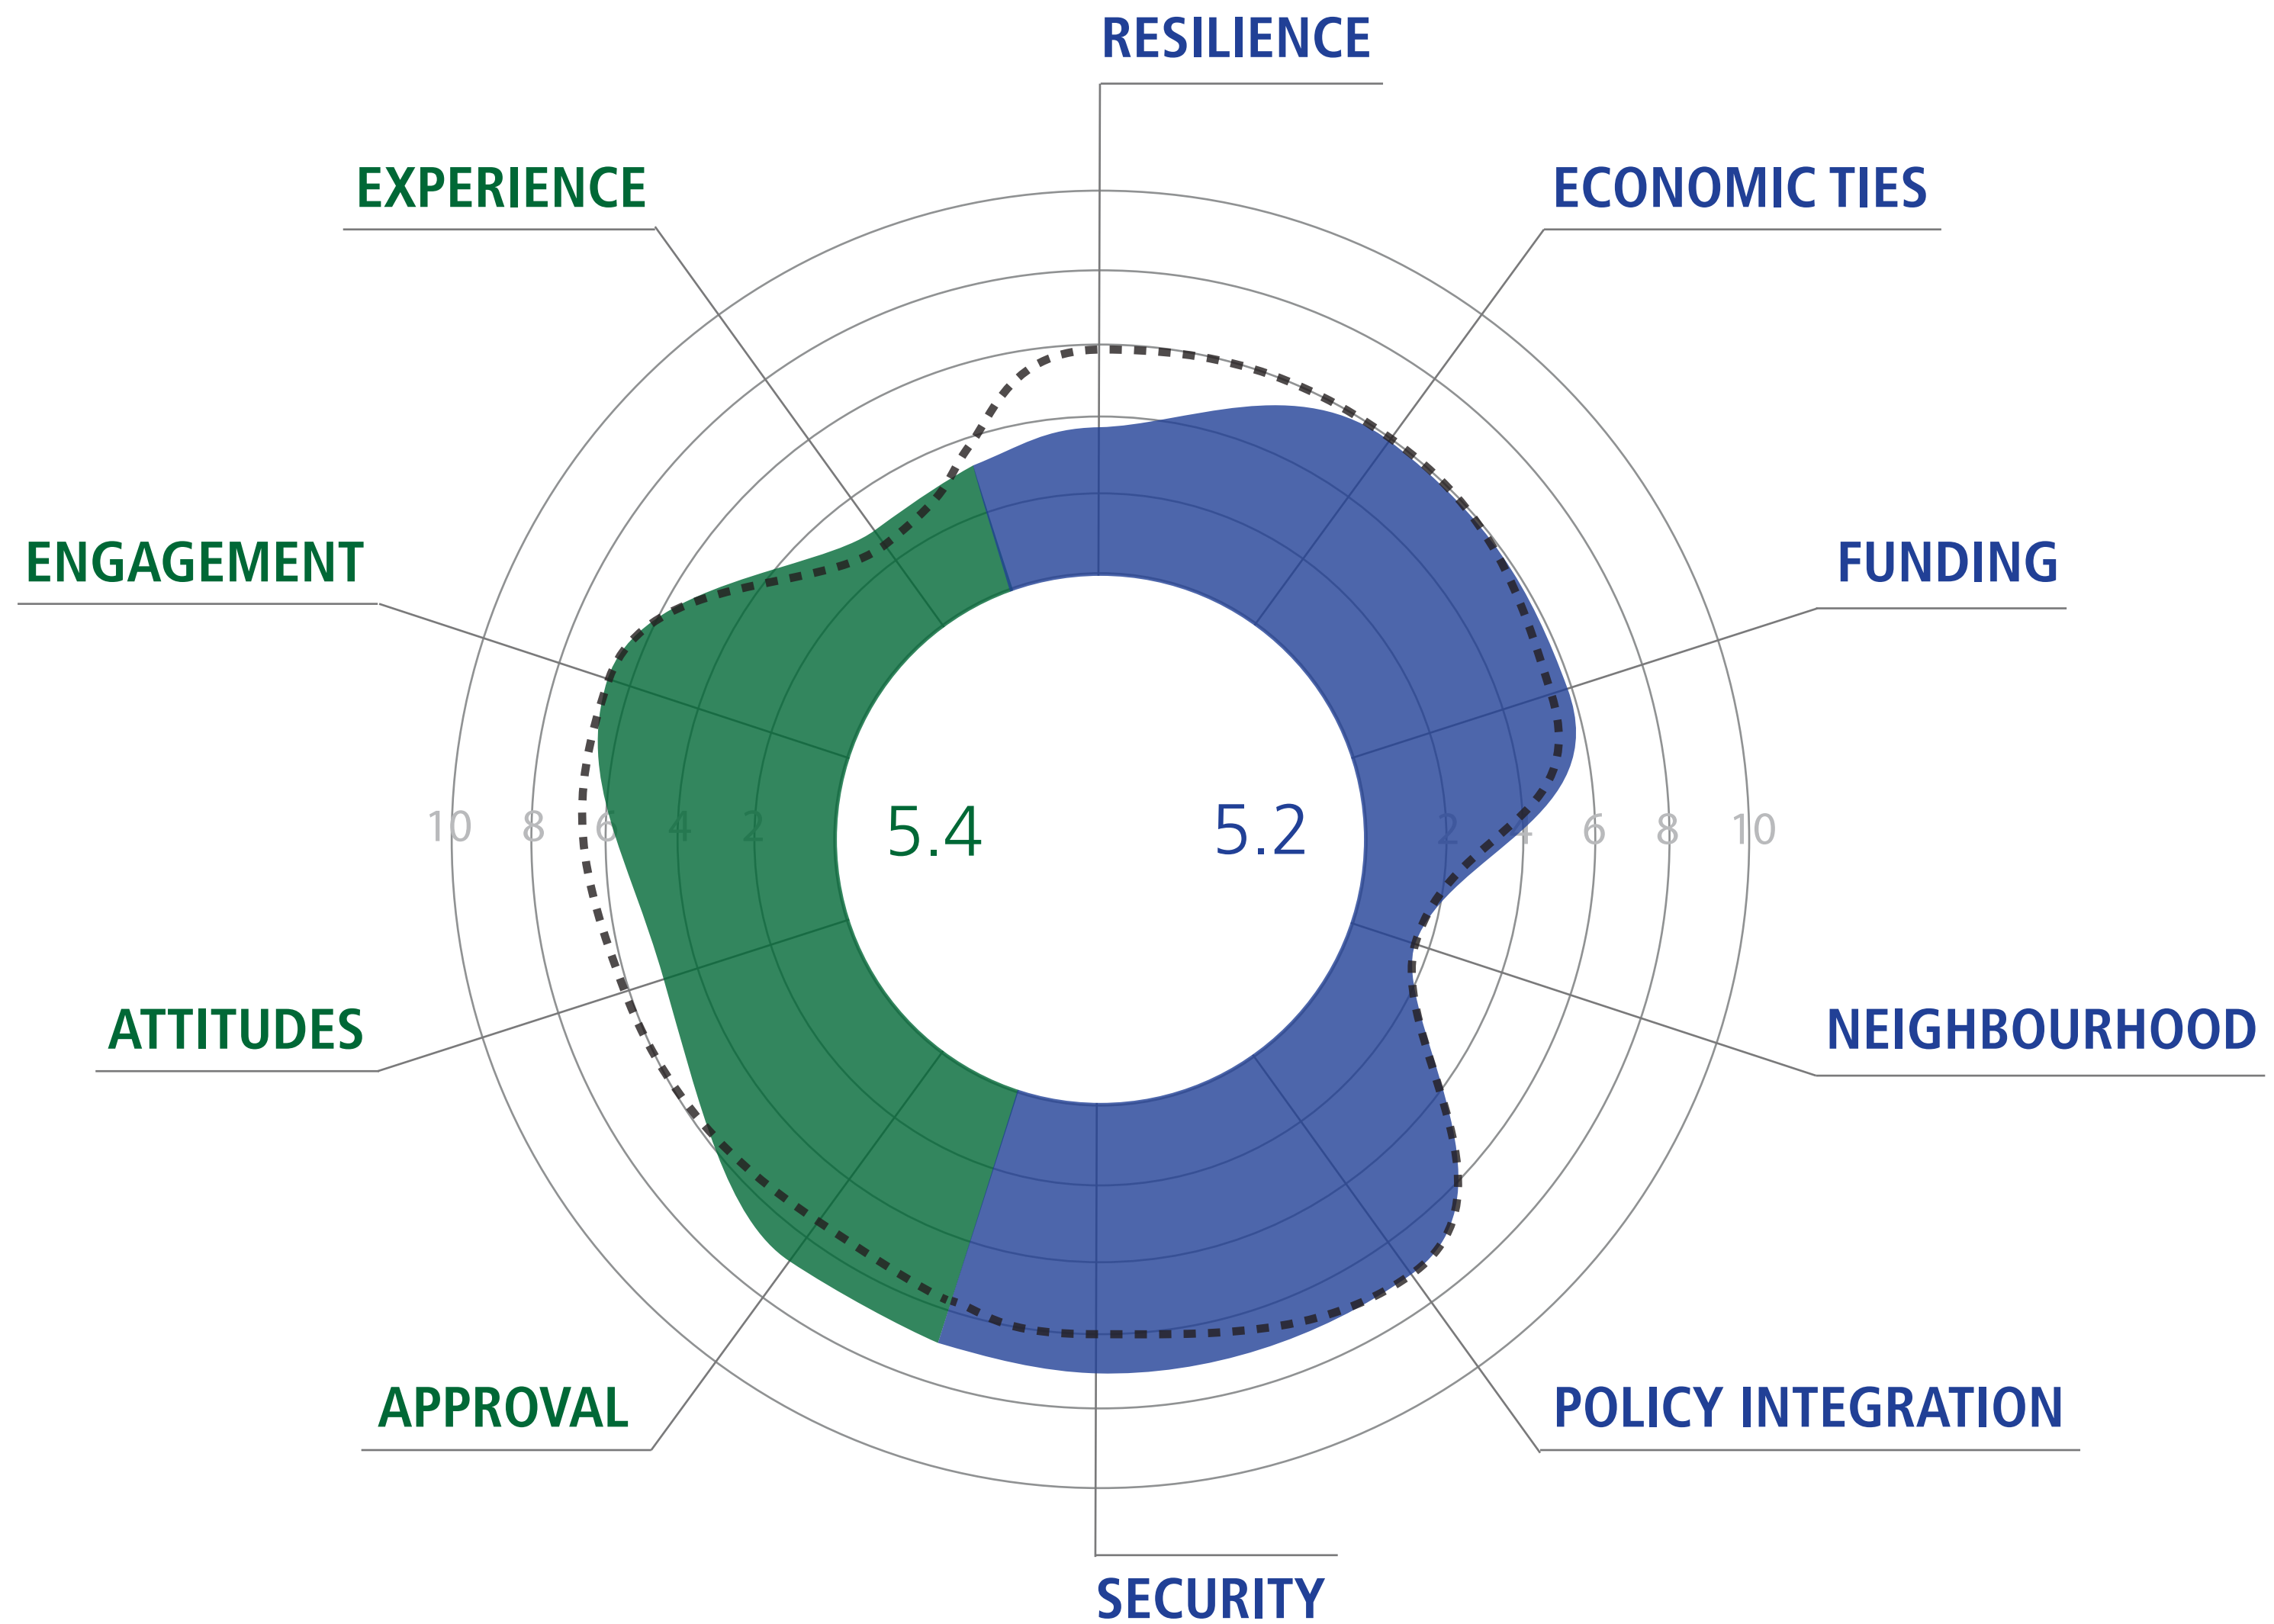 RESILIENCE
EXPERIENCE
ECONOMIC TIES
ENGAGEMENT
FUNDING
10 8 6 4 2 5.4 5.2 2 4 6 8 10
ATTITUDES
NEIGHBOURHOOD
APPROVAL
POLICY INTEGRATION
SECURITY